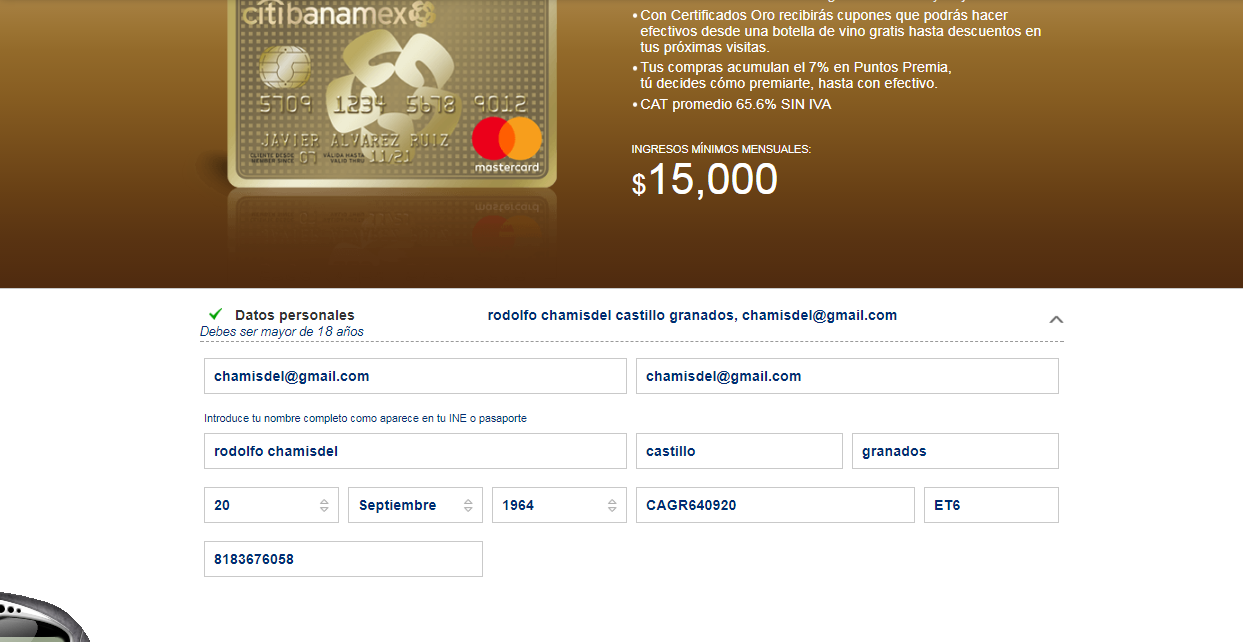 citibanamex
5709 1234 5678 9012
JAVIER ALVAREZ RUIZ
CLIENTE DESDE MEMBER SINCE 07 VÁLIDA HASTA VALID THRU 11/21
mastercard.
• Con Certificados Oro recibirás cupones que podrás hacer
efectivos desde una botella de vino gratis hasta descuentos en
tus próximas visitas.
• Tus compras acumulan el 7% en Puntos Premia,
tú decides cómo premiarte, hasta con efectivo.
• CAT promedio 65.6% SIN IVA
INGRESOS MÍNIMOS MENSUALES:
$15,000
Datos personales rodolfo chamisdel castillo granados, chamisdel@gmail.com
Debes ser mayor de 18 años
chamisdel@gmail.com chamisdel@gmail.com
Introduce tu nombre completo como aparece en tu INE o pasaporte
rodolfo chamisdel castillo granados
20 Septiembre 1964 CAGR640920 ET6
8183676058